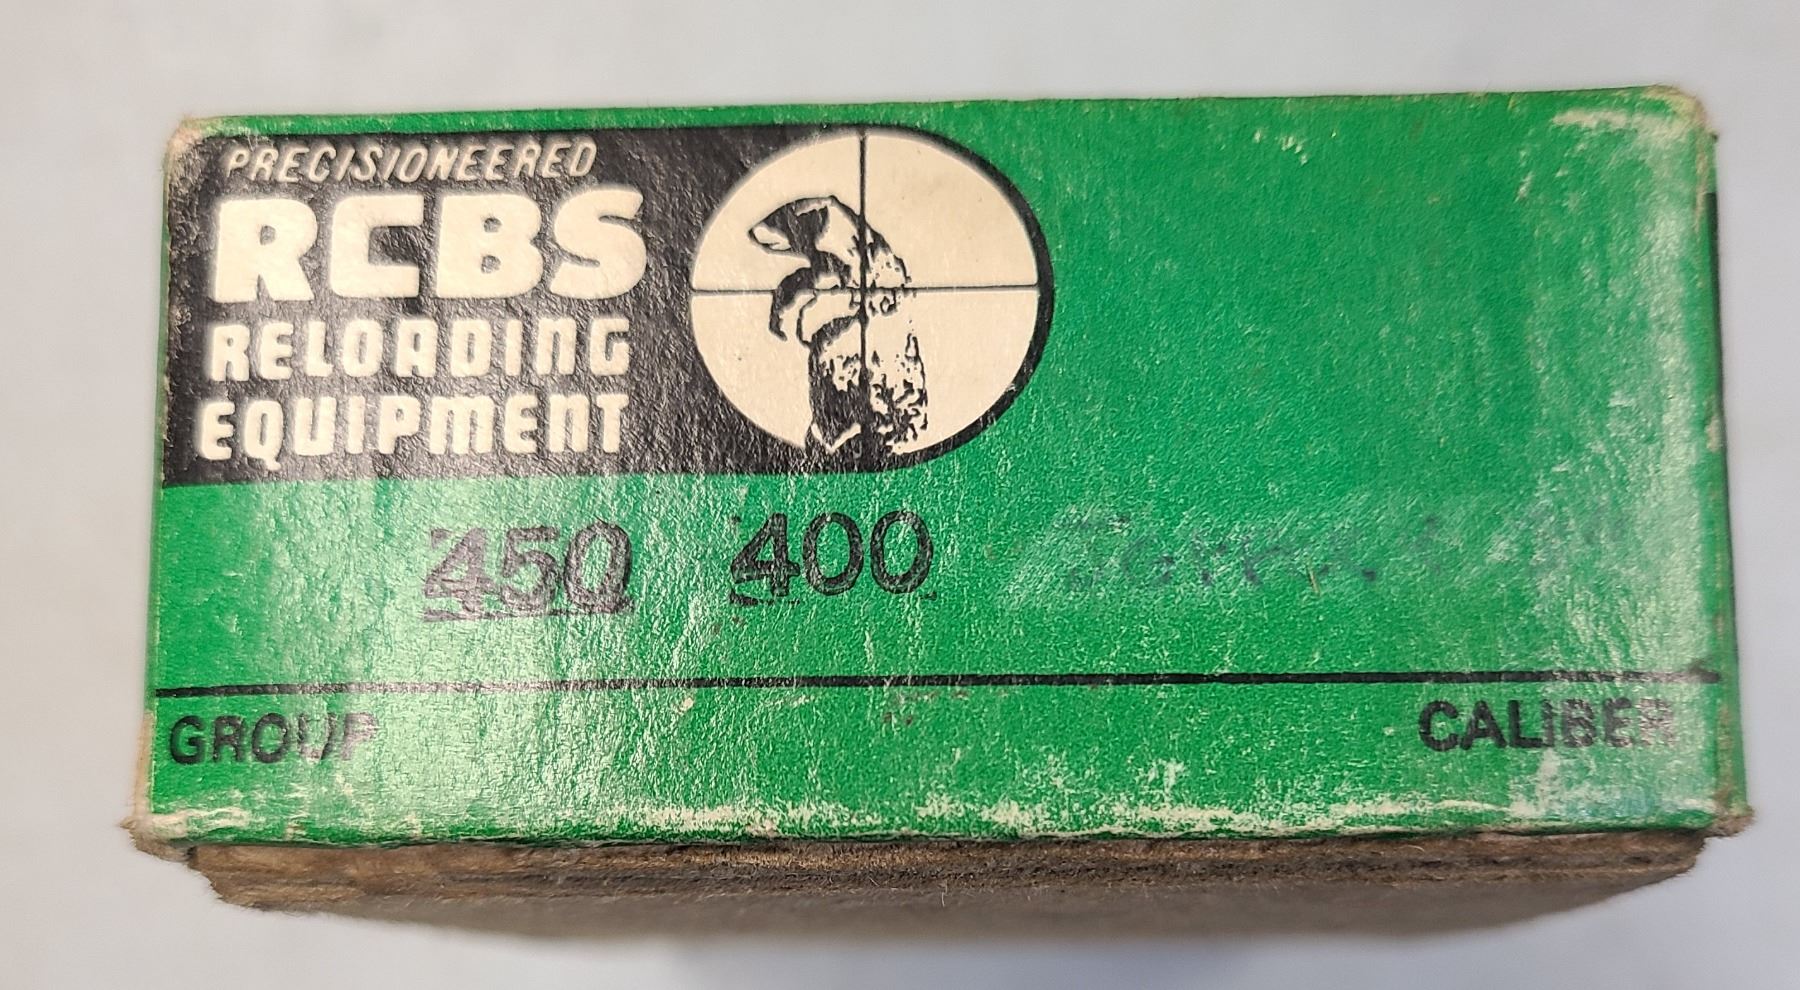 PRECISIONEERED
RCBS
RELOADING
EQUIPMENT
450 400
GROUP CALIBER